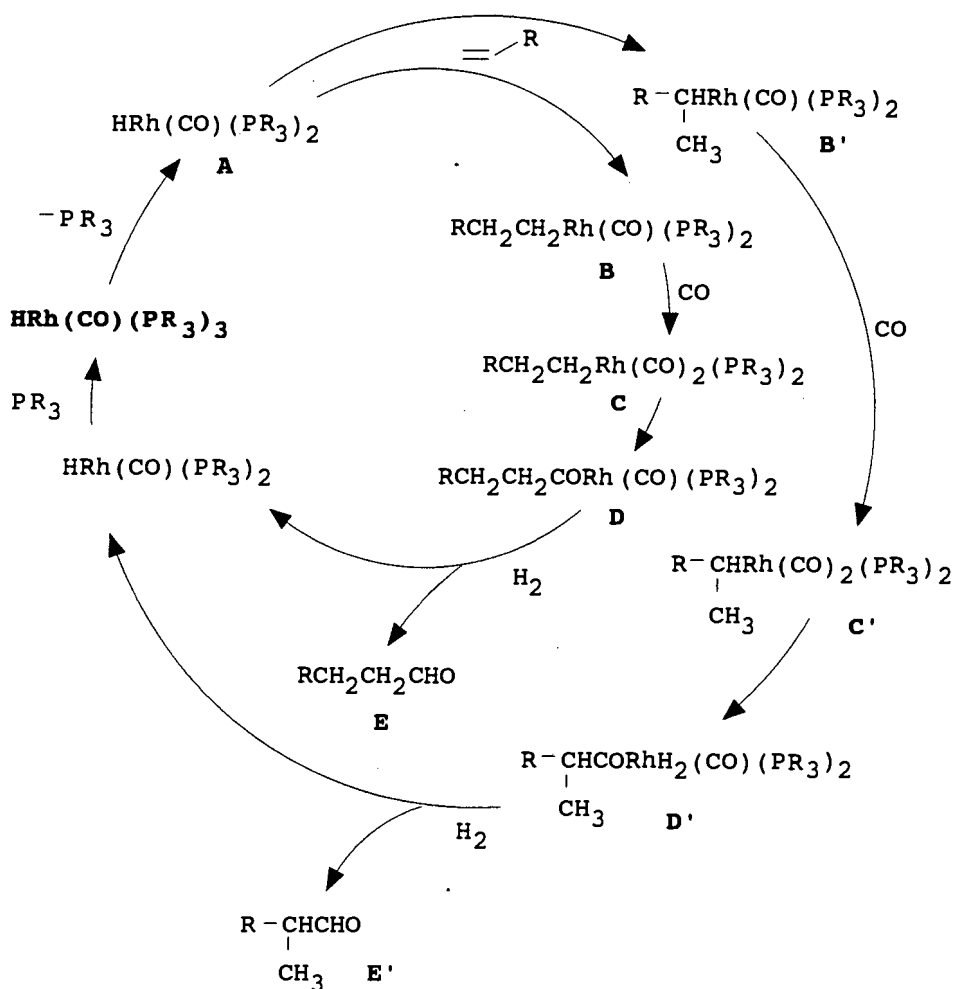 R
HRh(CO)(PR3)2
A
R-CHRh(CO)(PR3)2
CH3
B'
-PR3
RCH2CH2Rh(CO)(PR3)2
B
CO
HRh(CO)(PR3)3
CO
PR3
RCH2CH2Rh(CO)2(PR3)2
C
HRh(CO)(PR3)2
RCH2CH2CORh(CO)(PR3)2
D
H2
R-CHRh(CO)2(PR3)2
CH3
C'
RCH2CH2CHO
E
R-CHCORhH2(CO)(PR3)2
CH3
D'
H2
R-CHCHO
CH3
E'